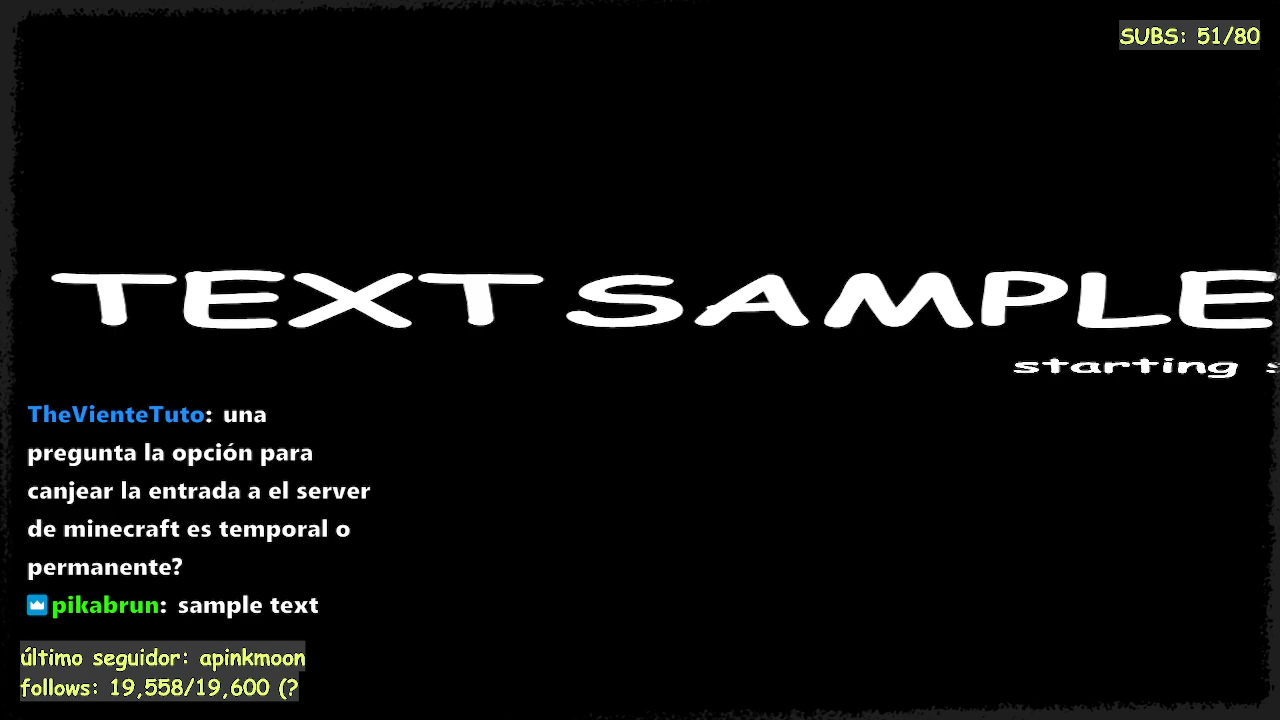 SUBS: 51/80
TEXT SAMPLE
starting
TheVienteTuto: una
pregunta la opción para
canjear la entrada a el server
de minecraft es temporal o
permanente?
pikabrun: sample text
último seguidor: apinkmoon
follows: 19,558/19,600 (?